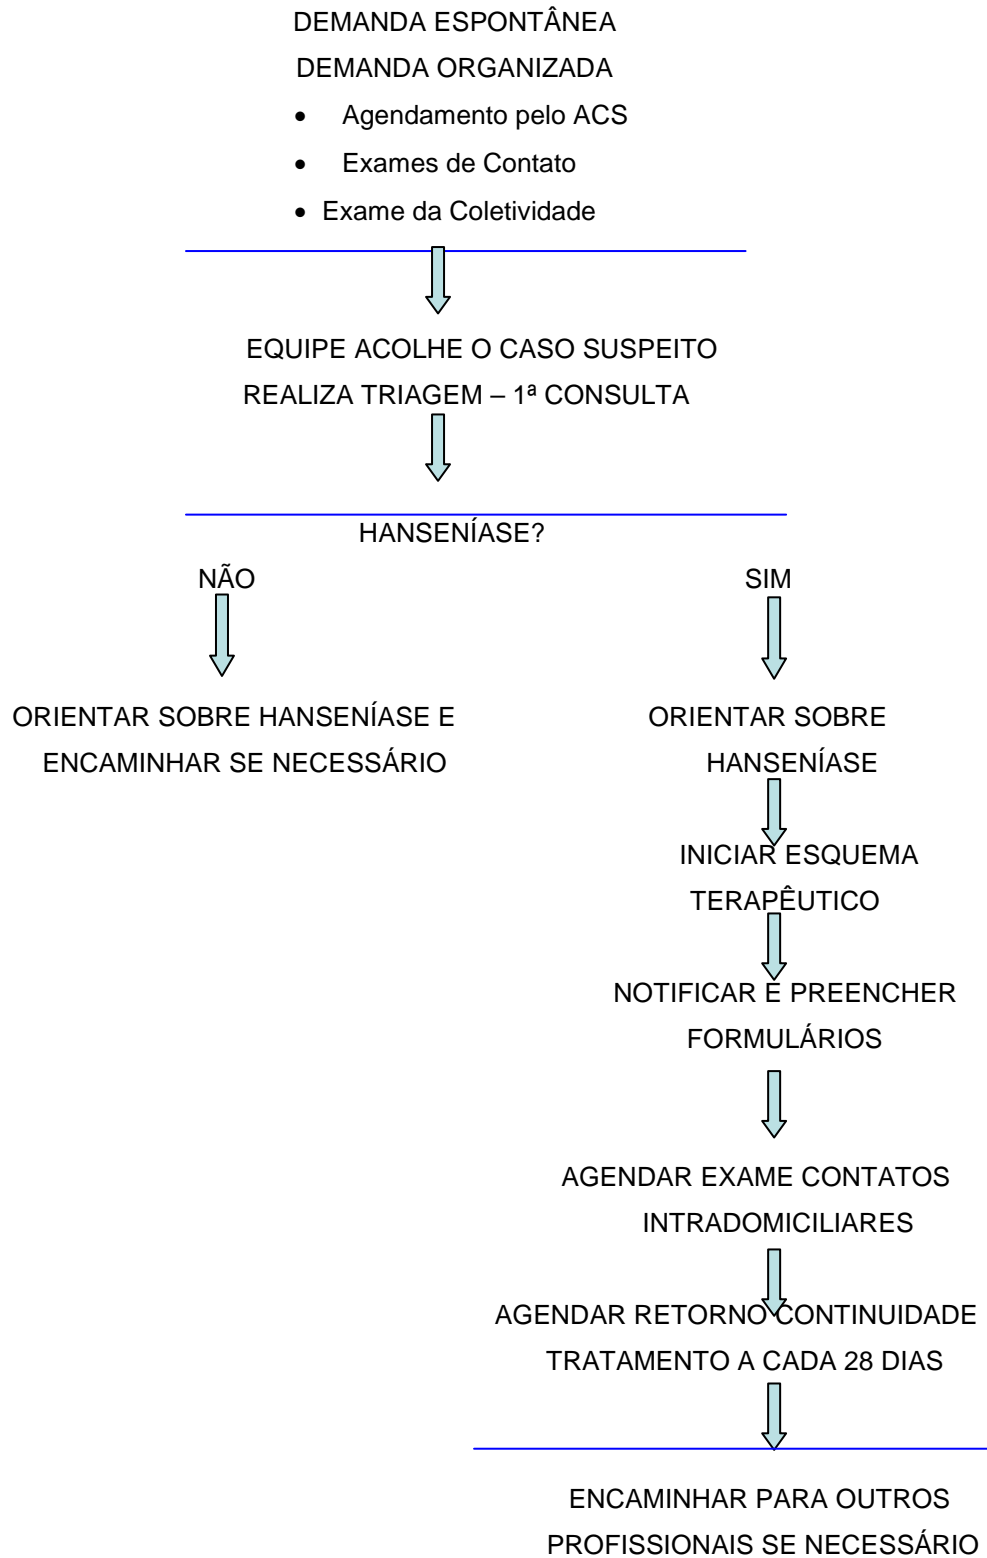 DEMANDA ESPONTÂNEA
DEMANDA ORGANIZADA
• Agendamento pelo ACS
• Exames de Contato
• Exame da Coletividade
EQUIPE ACOLHE O CASO SUSPEITO
REALIZA TRIAGEM – 1ª CONSULTA
HANSENÍASE?
NÃO
SIM
ORIENTAR SOBRE HANSENÍASE E
ENCAMINHAR SE NECESSÁRIO
ORIENTAR SOBRE
HANSENÍASE
INICIAR ESQUEMA
TERAPÊUTICO
NOTIFICAR E PREENCHER
FORMULÁRIOS
AGENDAR EXAME CONTATOS
INTRADOMICILIARES
AGENDAR RETORNO CONTINUIDADE
TRATAMENTO A CADA 28 DIAS
ENCAMINHAR PARA OUTROS
PROFISSIONAIS SE NECESSÁRIO